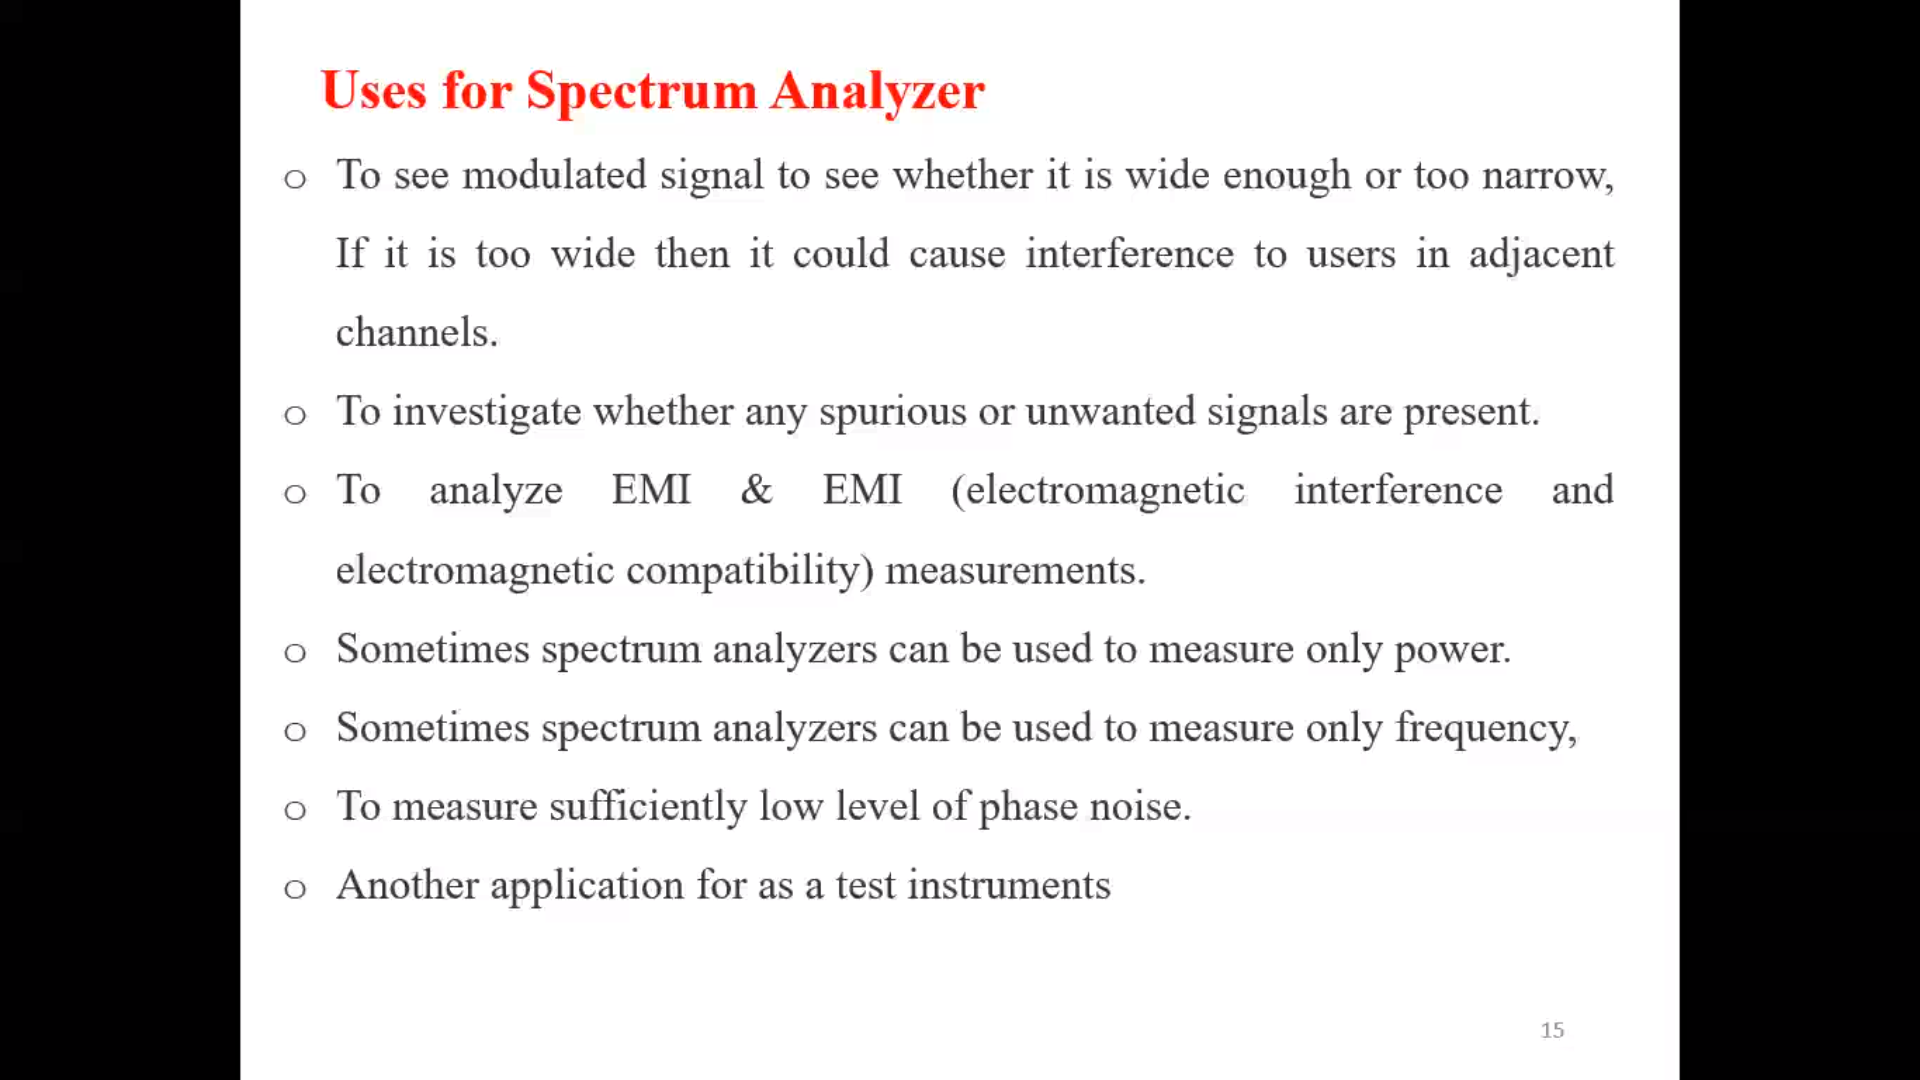 Uses for Spectrum Analyzer
o To see modulated signal to see whether it is wide enough or too narrow,
If it is too wide then it could cause interference to users in adjacent
channels.
o To investigate whether any spurious or unwanted signals are present.
o To analyze EMI & EMI (electromagnetic interference and
electromagnetic compatibility) measurements.
o Sometimes spectrum analyzers can be used to measure only power.
o Sometimes spectrum analyzers can be used to measure only frequency,
o To measure sufficiently low level of phase noise.
o Another application for as a test instruments
15